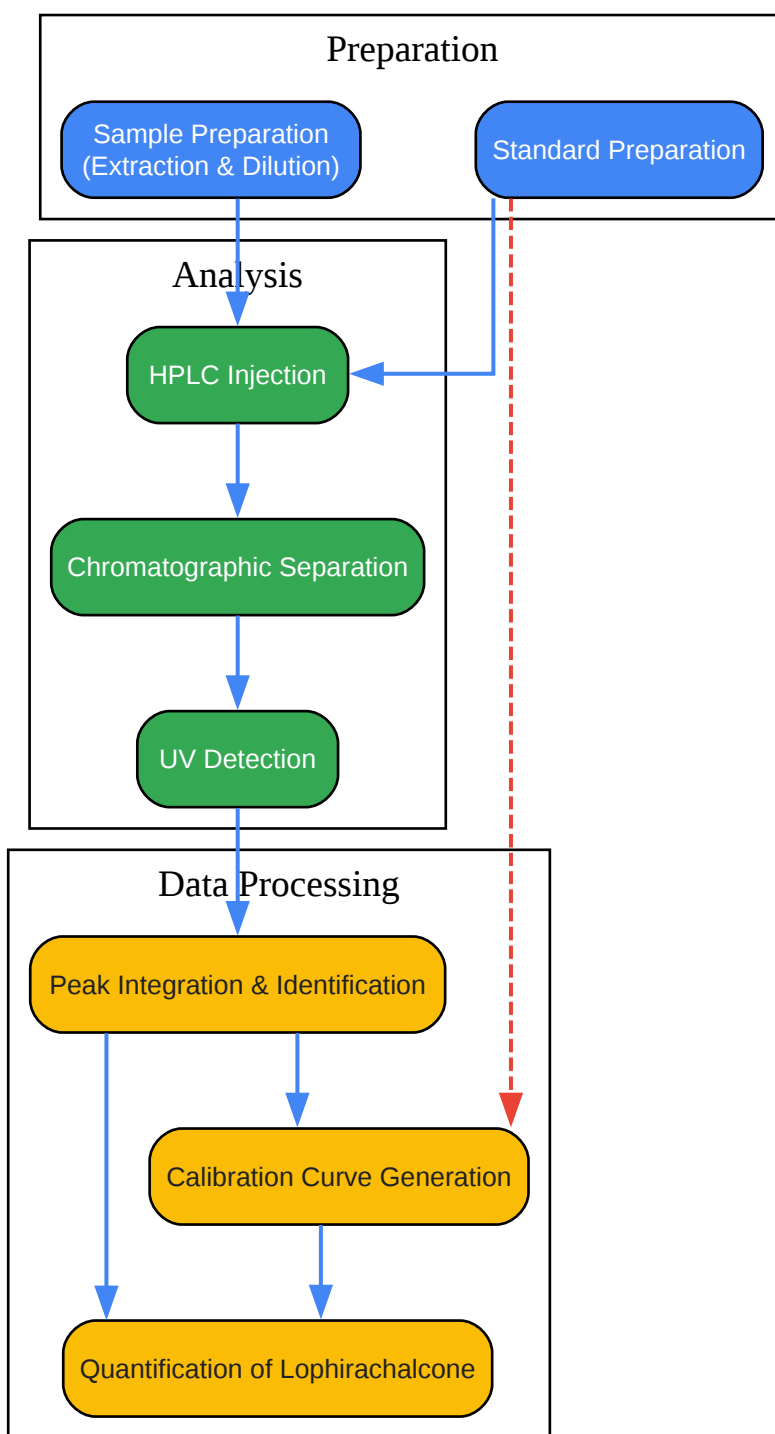 Preparation
Sample Preparation
(Extraction & Dilution)
Standard Preparation
Analysis
HPLC Injection
Chromatographic Separation
UV Detection
Data Processing
Peak Integration & Identification
Calibration Curve Generation
Quantification of Lophirachalcone